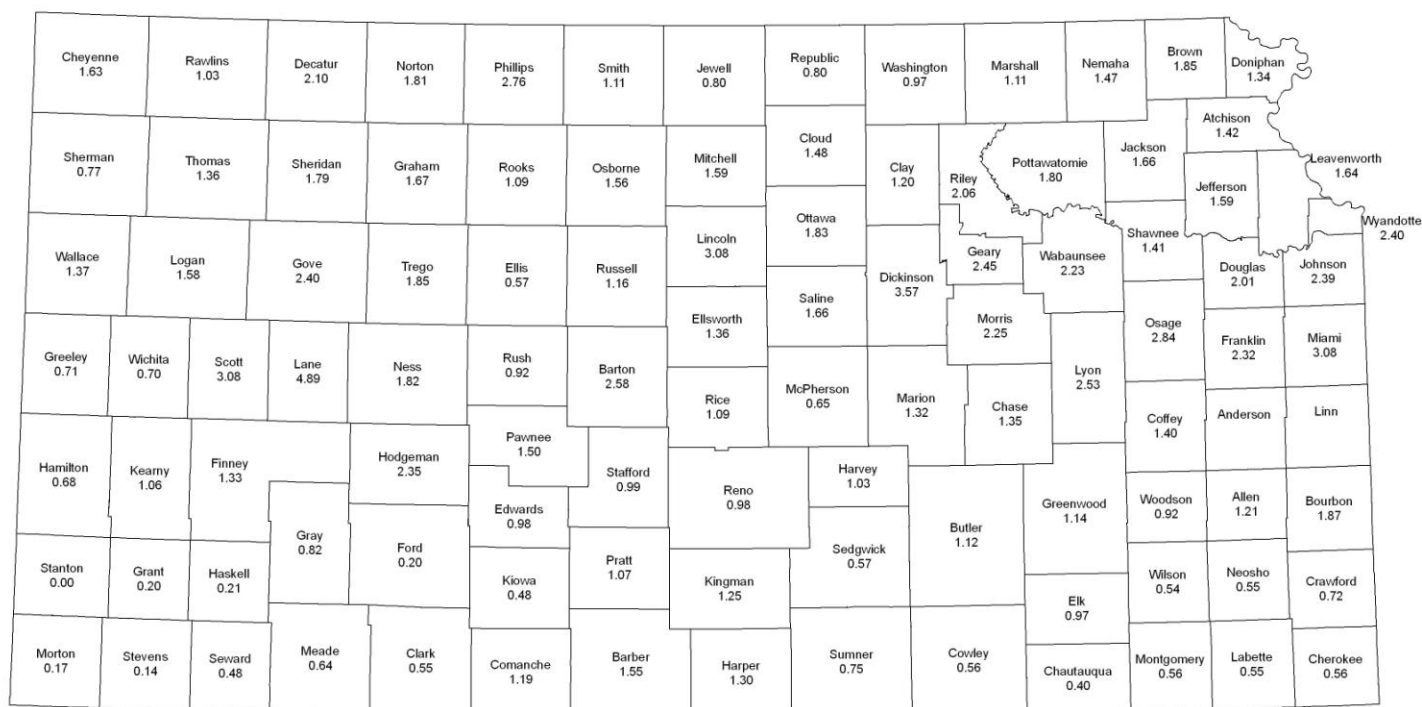 Cheyenne
1.63
Rawlins
1.03
Decatur
2.10
Norton
1.81
Phillips
2.76
Smith
1.11
Jewell
0.80
Republic
0.80
Washington
0.97
Marshall
1.11
Nemaha
1.47
Brown
1.85
Doniphan
1.34
Sherman
0.77
Thomas
1.36
Sheridan
1.79
Graham
1.67
Rooks
1.09
Osborne
1.56
Mitchell
1.59
Cloud
1.48
Clay
1.20
Riley
2.06
Pottawatomie
1.80
Jackson
1.66
Atchison
1.42
Jefferson
1.59
Leavenworth
1.64
Wyandotte
2.40
Wallace
1.37
Logan
1.58
Gove
2.40
Trego
1.85
Ellis
0.57
Russell
1.16
Lincoln
3.08
Ottawa
1.83
Dickinson
3.57
Geary
2.45
Wabaunsee
2.23
Shawnee
1.41
Douglas
2.01
Johnson
2.39
Ellsworth
1.36
Saline
1.66
Morris
2.25
Osage
2.84
Franklin
2.32
Miami
3.08
Greeley
0.71
Wichita
0.70
Scott
3.08
Lane
4.89
Ness
1.82
Rush
0.92
Barton
2.58
Rice
1.09
McPherson
0.65
Marion
1.32
Chase
1.35
Lyon
2.53
Coffey
1.40
Anderson
Linn
Hamilton
0.68
Kearny
1.06
Finney
1.33
Hodgeman
2.35
Pawnee
1.50
Stafford
0.99
Reno
0.98
Harvey
1.03
Butler
1.12
Greenwood
1.14
Woodson
0.92
Allen
1.21
Bourbon
1.87
Gray
0.82
Ford
0.20
Edwards
0.98
Pratt
1.07
Kingman
1.25
Sedgwick
0.57
Stanton
0.00
Grant
0.20
Haskell
0.21
Kiowa
0.48
Elk
0.97
Wilson
0.54
Neosho
0.55
Crawford
0.72
Morton
0.17
Stevens
0.14
Seward
0.48
Meade
0.64
Clark
0.55
Comanche
1.19
Barber
1.55
Harper
1.30
Sumner
0.75
Cowley
0.56
Chautauqua
0.40
Montgomery
0.56
Labette
0.55
Cherokee
0.56